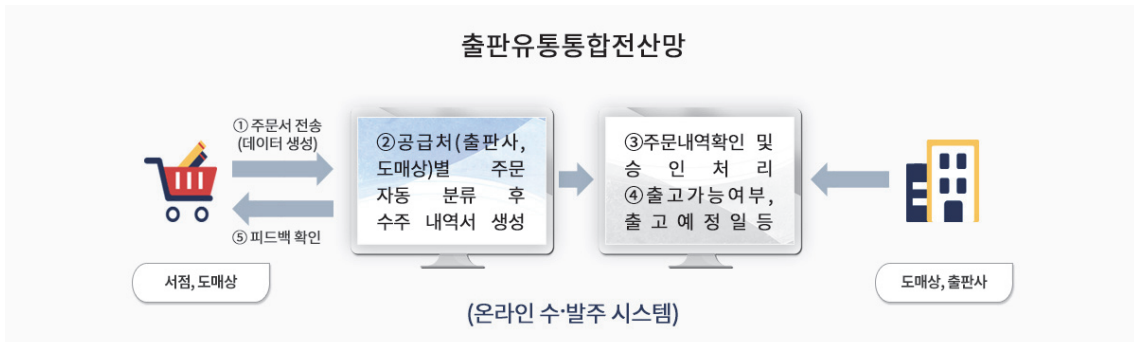 출판유통통합전산망
① 주문서 전송
(데이터 생성)
②공급처(출판사,
도매상)별 주문
자동 분류 후
수주 내역서 생성
⑤ 피드백 확인
③주문내역확인 및
승 인 처 리
④출고가능여부,
출 고 예 정 일 등
서점, 도매상
도매상, 출판사
(온라인 수·발주 시스템)